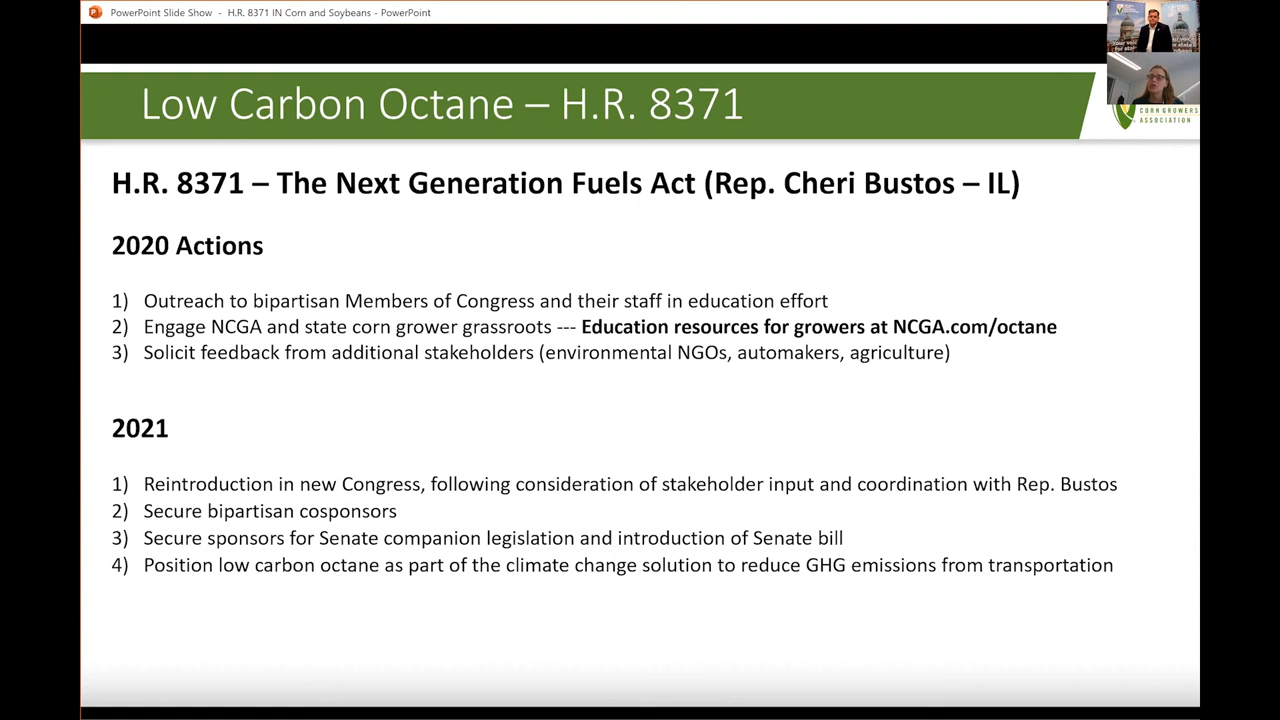 PowerPoint Slide Show - H.R. 8371 IN Corn and Soybeans - PowerPoint
Low Carbon Octane – H.R. 8371
CORN GROWERS
ASSOCIATION
H.R. 8371 – The Next Generation Fuels Act (Rep. Cheri Bustos – IL)
2020 Actions
1) Outreach to bipartisan Members of Congress and their staff in education effort
2) Engage NCGA and state corn grower grassroots --- Education resources for growers at NCGA.com/octane
3) Solicit feedback from additional stakeholders (environmental NGOs, automakers, agriculture)
2021
1) Reintroduction in new Congress, following consideration of stakeholder input and coordination with Rep. Bustos
2) Secure bipartisan cosponsors
3) Secure sponsors for Senate companion legislation and introduction of Senate bill
4) Position low carbon octane as part of the climate change solution to reduce GHG emissions from transportation